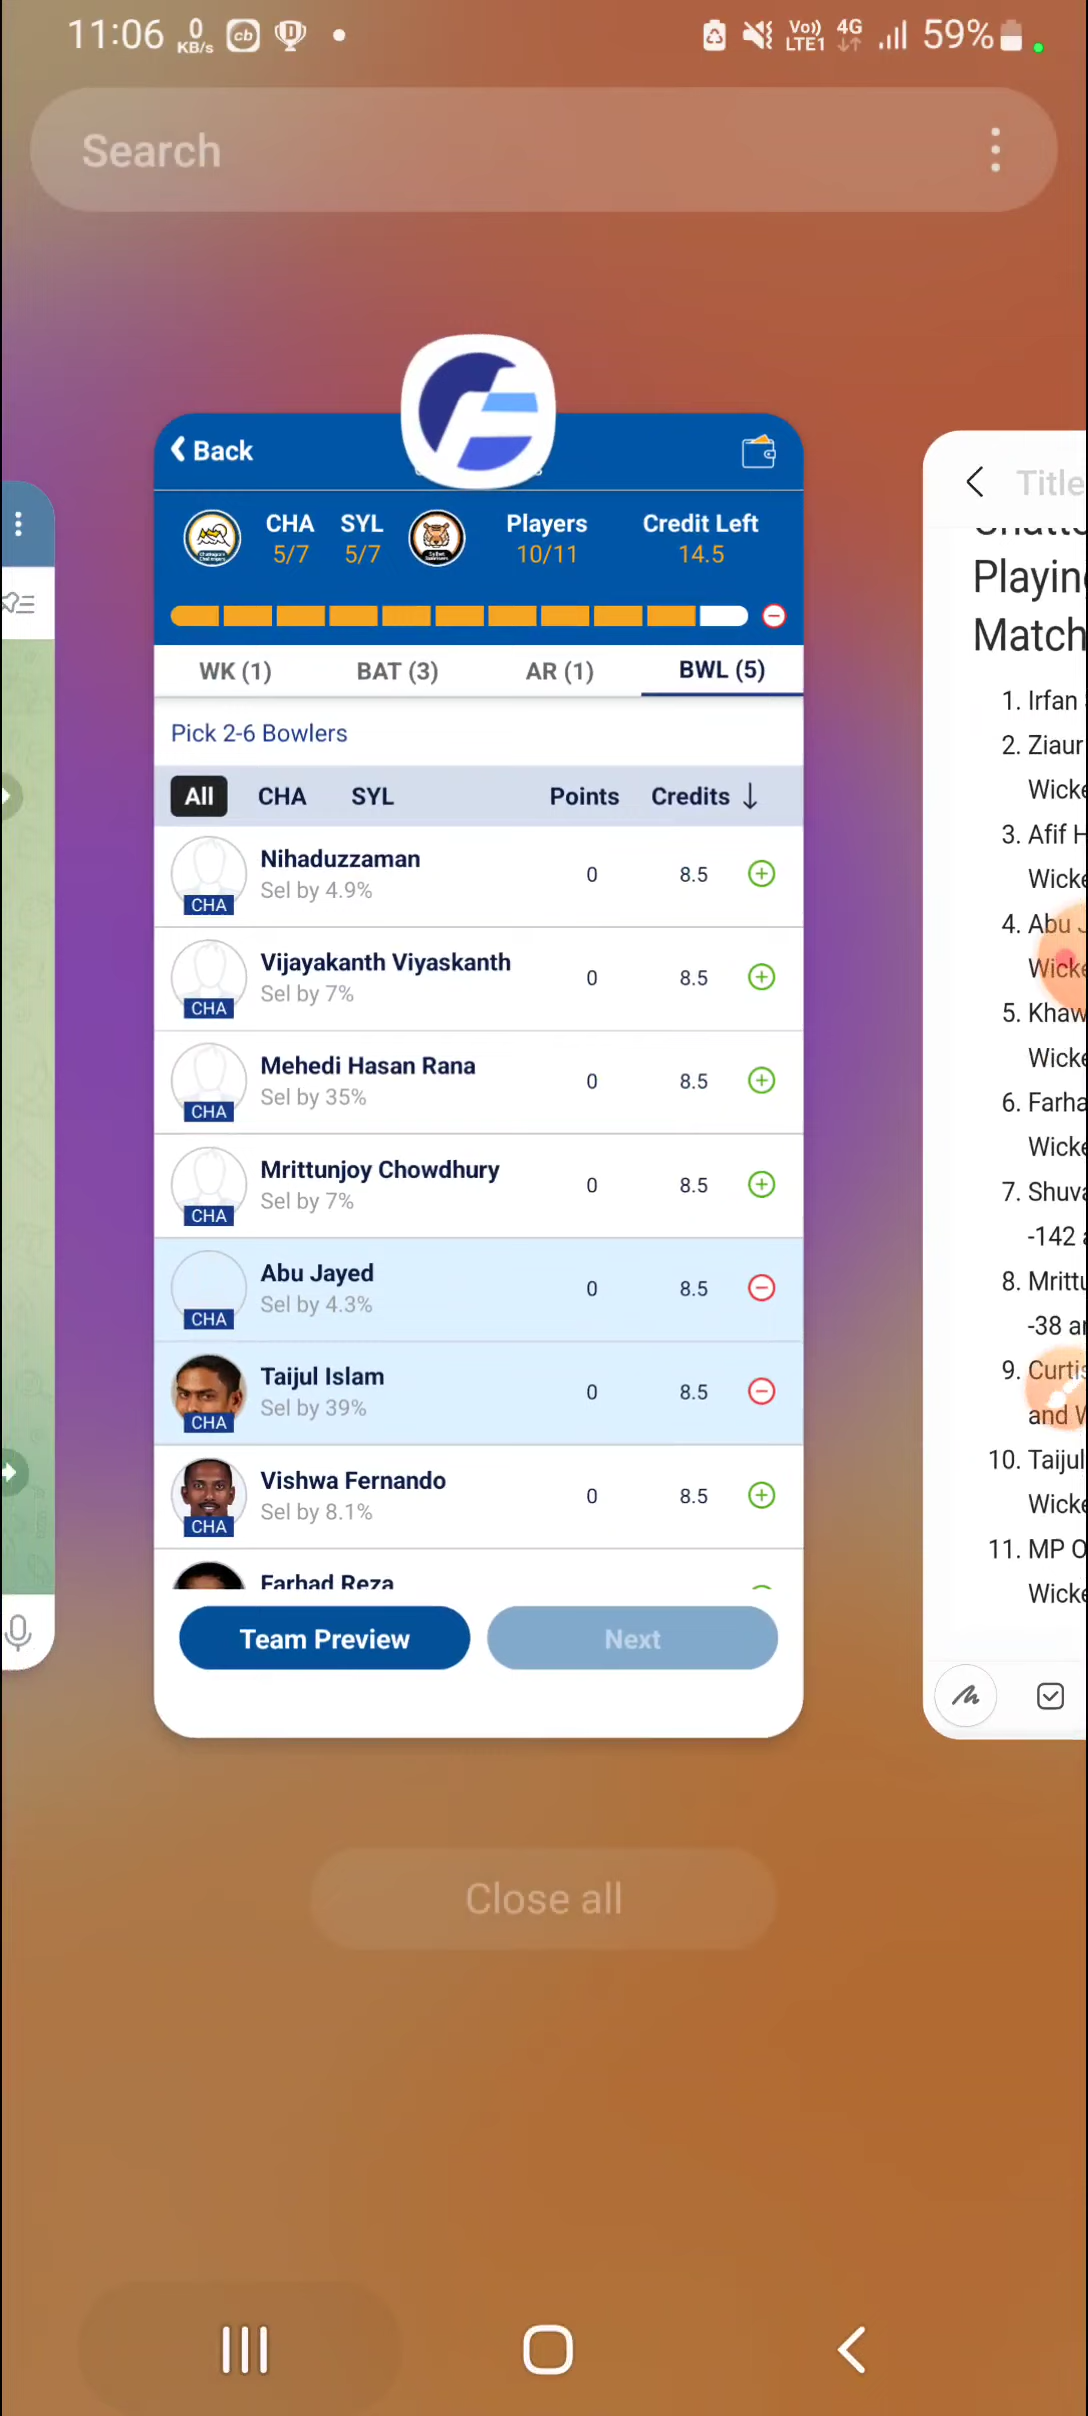 11:06 0 KB/s cb Vo)) LTE1 4G 59%
Search
Back
CHA SYL Players Credit Left
5/7 5/7 10/11 14.5
WK (1) BAT (3) AR (1) BWL (5)
Pick 2-6 Bowlers
All CHA SYL Points Credits
Nihaduzzaman
Sel by 4.9%
0 8.5
CHA
Vijayakanth Viyaskanth
Sel by 7%
0 8.5
CHA
Mehedi Hasan Rana
Sel by 35%
0 8.5
CHA
Mrittunjoy Chowdhury
Sel by 7%
0 8.5
CHA
Abu Jayed
Sel by 4.3%
0 8.5
CHA
Taijul Islam
Sel by 39%
0 8.5
CHA
Vishwa Fernando
Sel by 8.1%
0 8.5
CHA
Farhad Reza
Team Preview Next
Title
Playin
Match
1. Irfan
2. Ziaur
Wicke
3. Afif H
Wicke
4. Abu J
Wicke
5. Khaw
Wicke
6. Farha
Wicke
7. Shuva
-142 a
8. Mrittu
-38 ar
9. Curtis
and W
10. Taijul
Wicke
11. MP O
Wicke
Close all